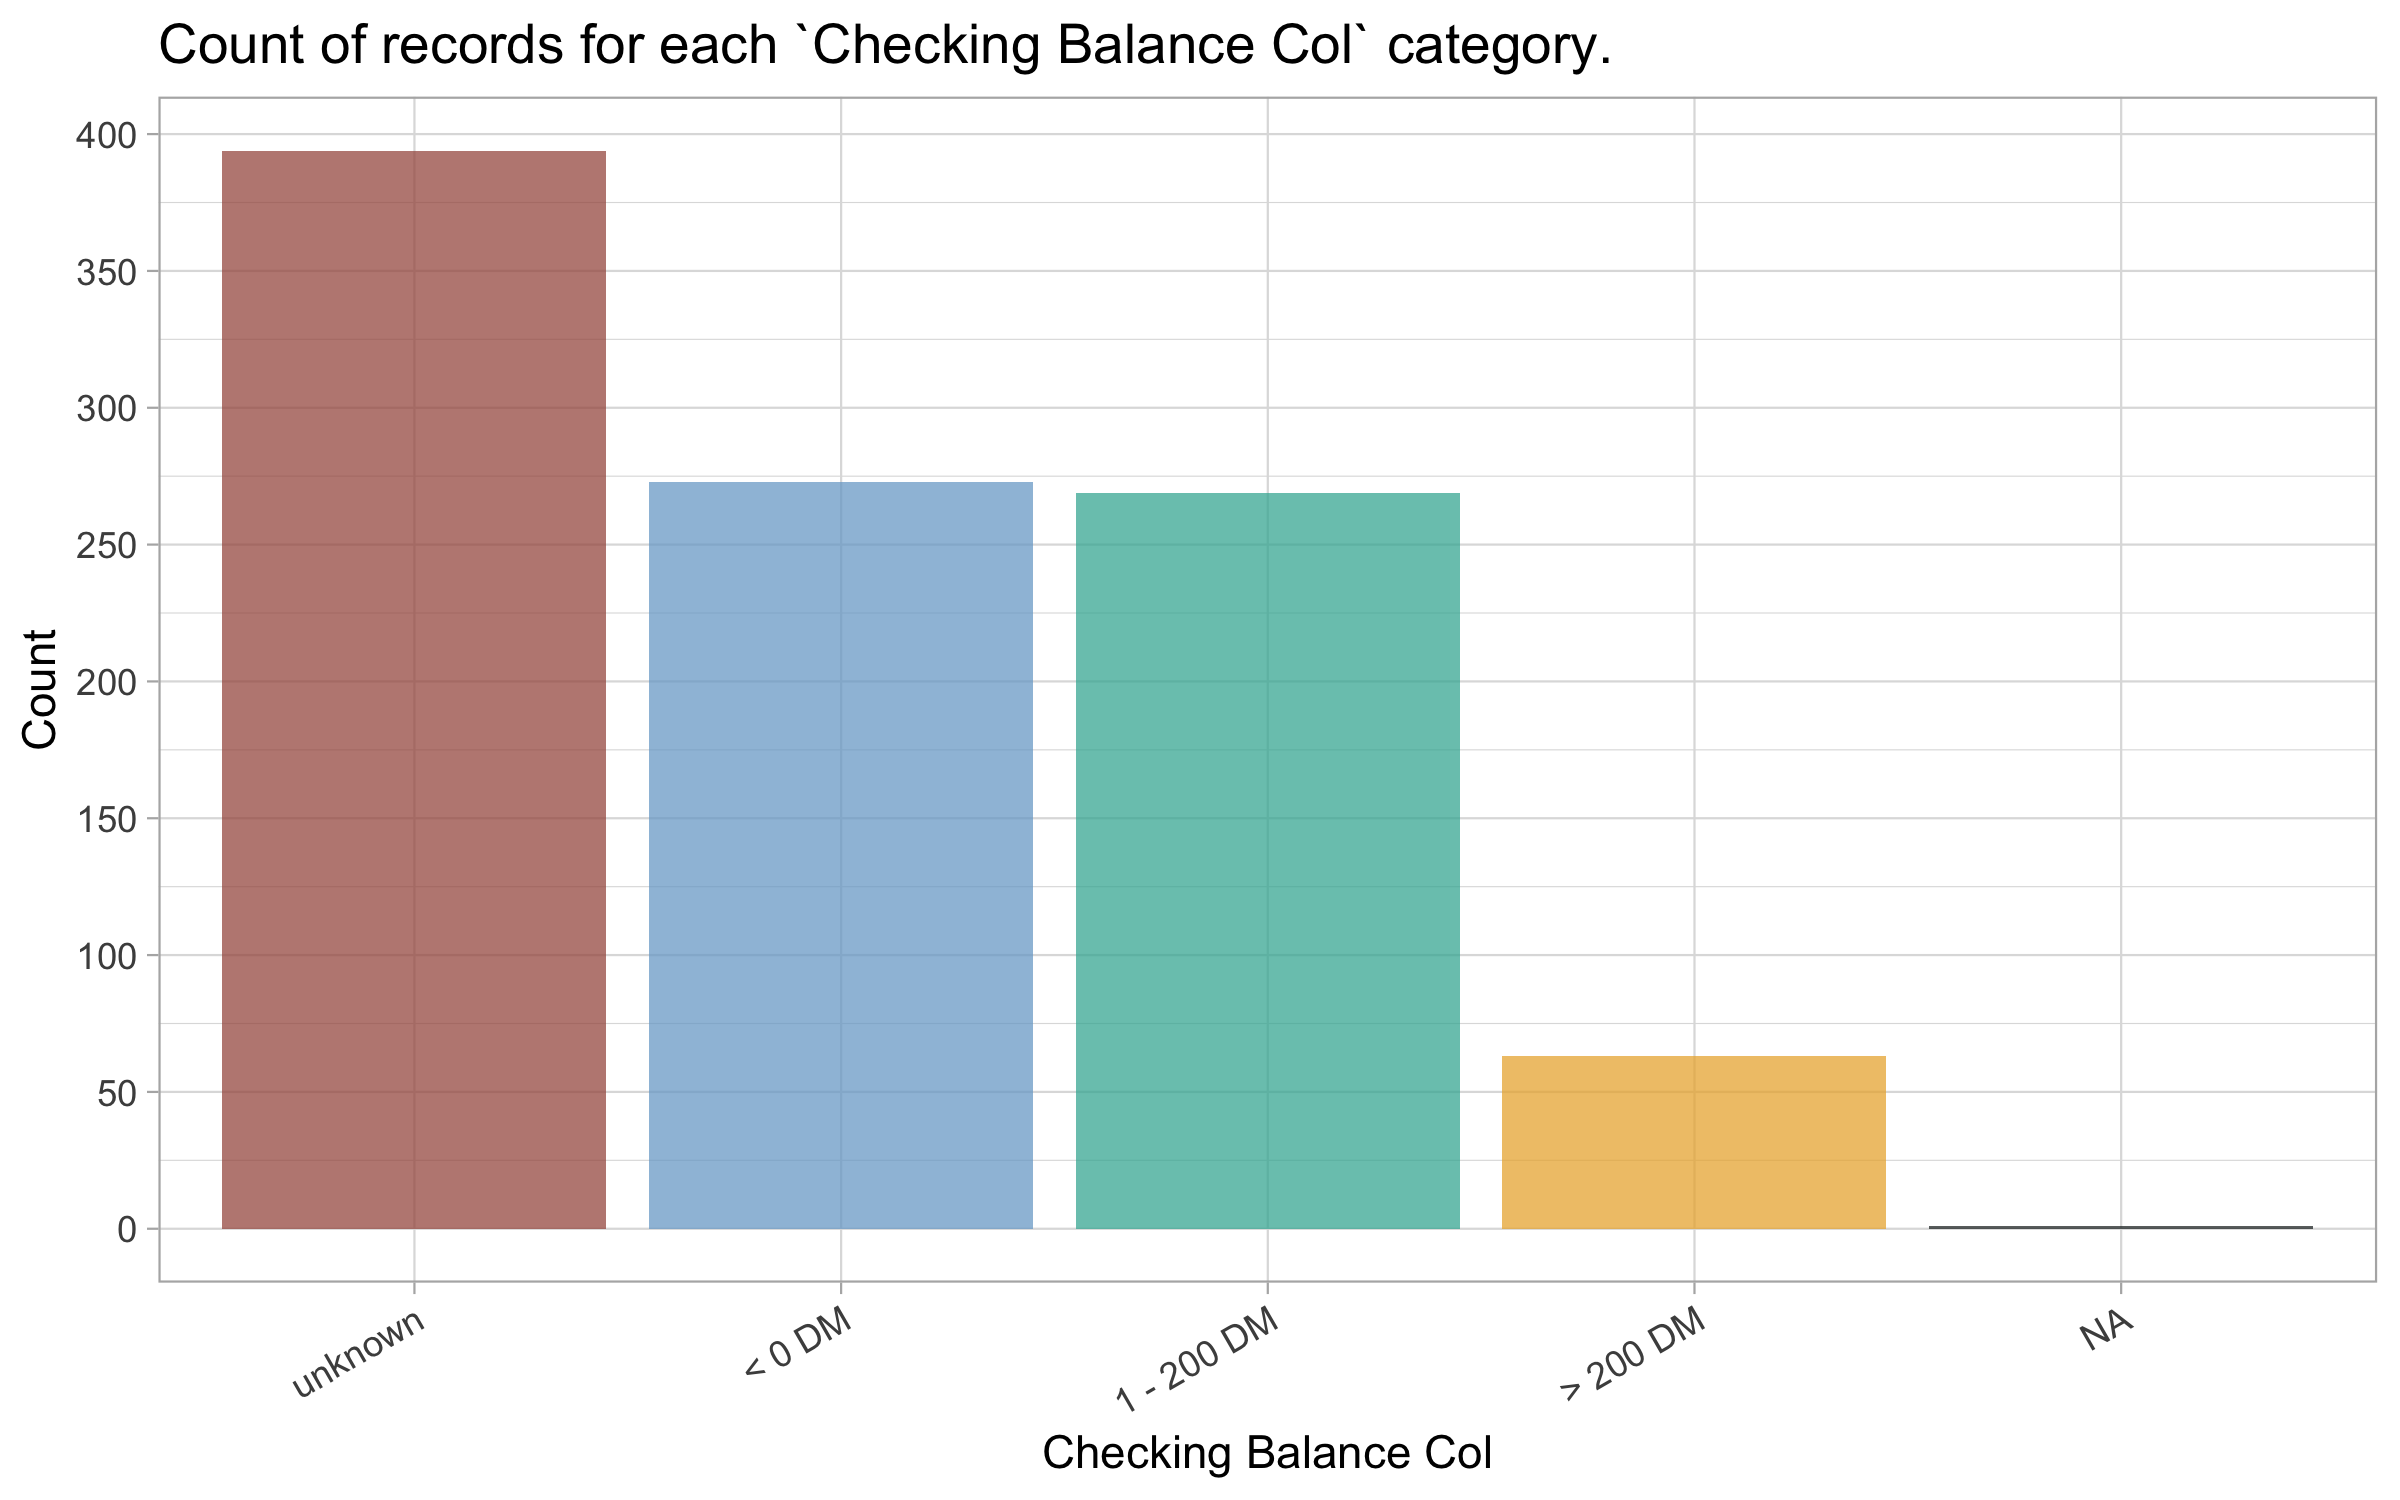 Count of records for each `Checking Balance Col` category.
Count
400
350
300
250
200
150
100
50
0
unknown
< 0 DM
1 - 200 DM
> 200 DM
NA
Checking Balance Col